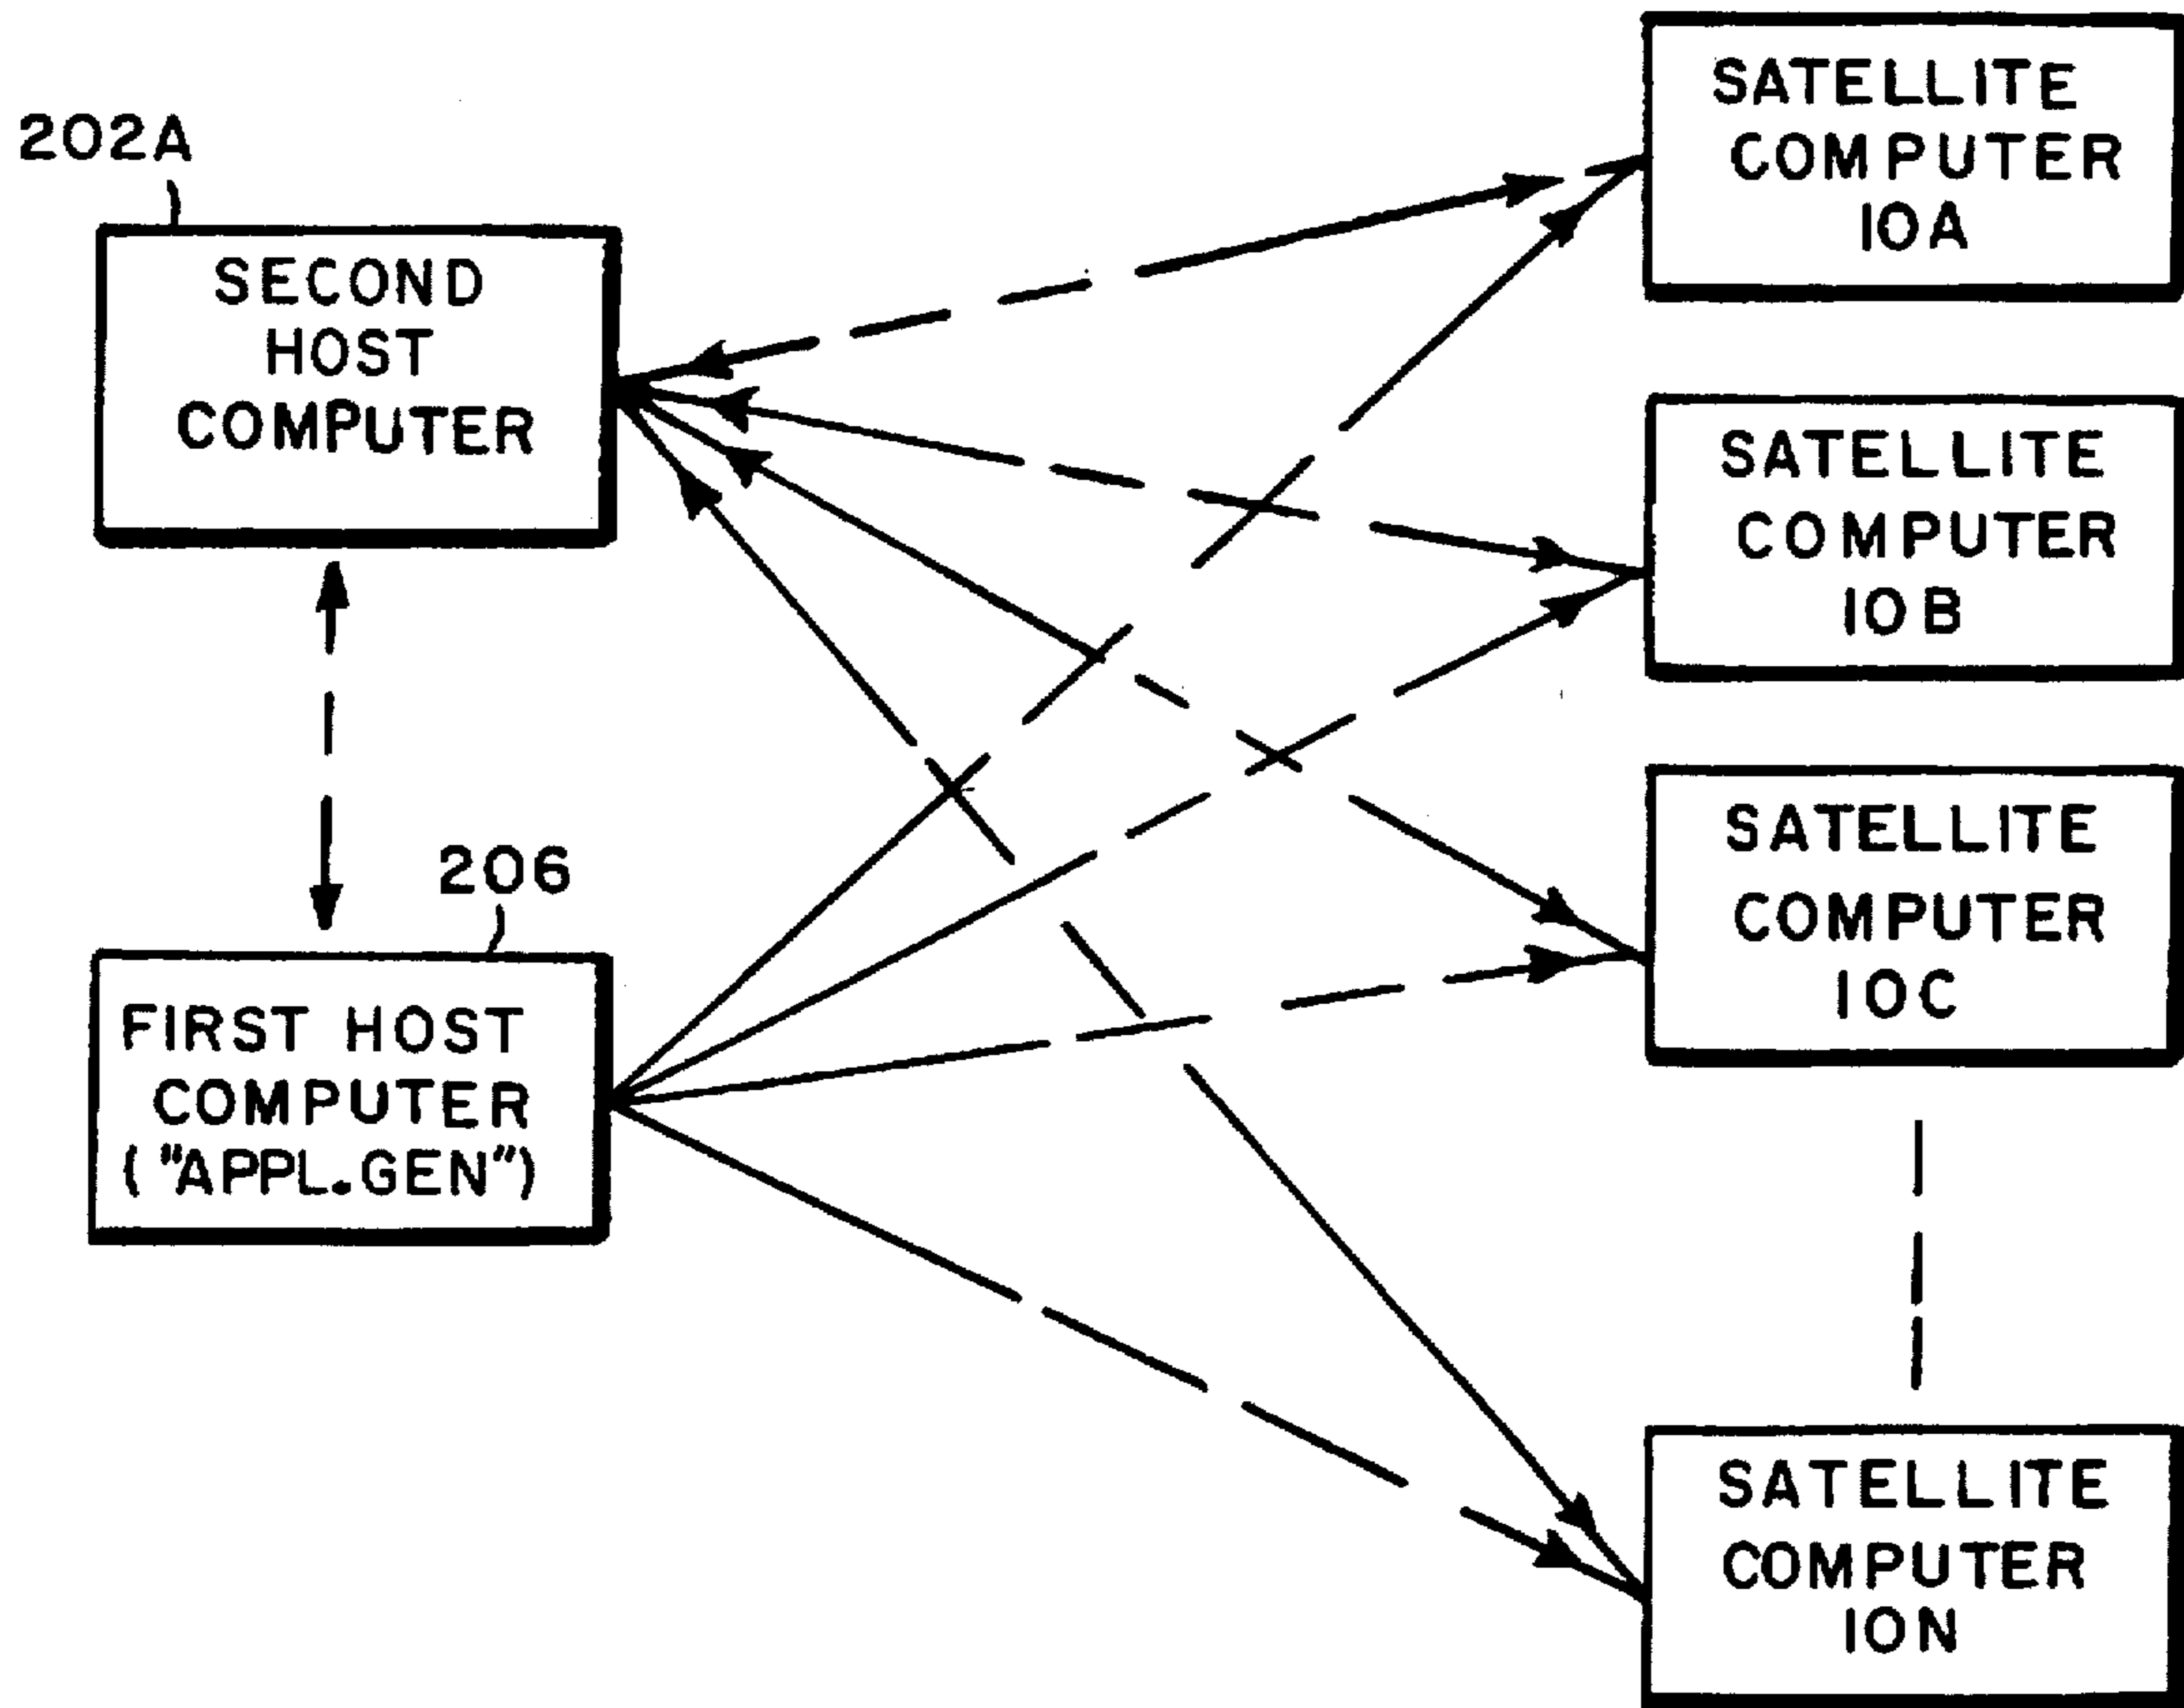 202A
SECOND
HOST
COMPUTER
206
FIRST HOST
COMPUTER
("APPL.GEN")
SATELLITE
COMPUTER
10A
SATELLITE
COMPUTER
10B
SATELLITE
COMPUTER
10C
SATELLITE
COMPUTER
10N